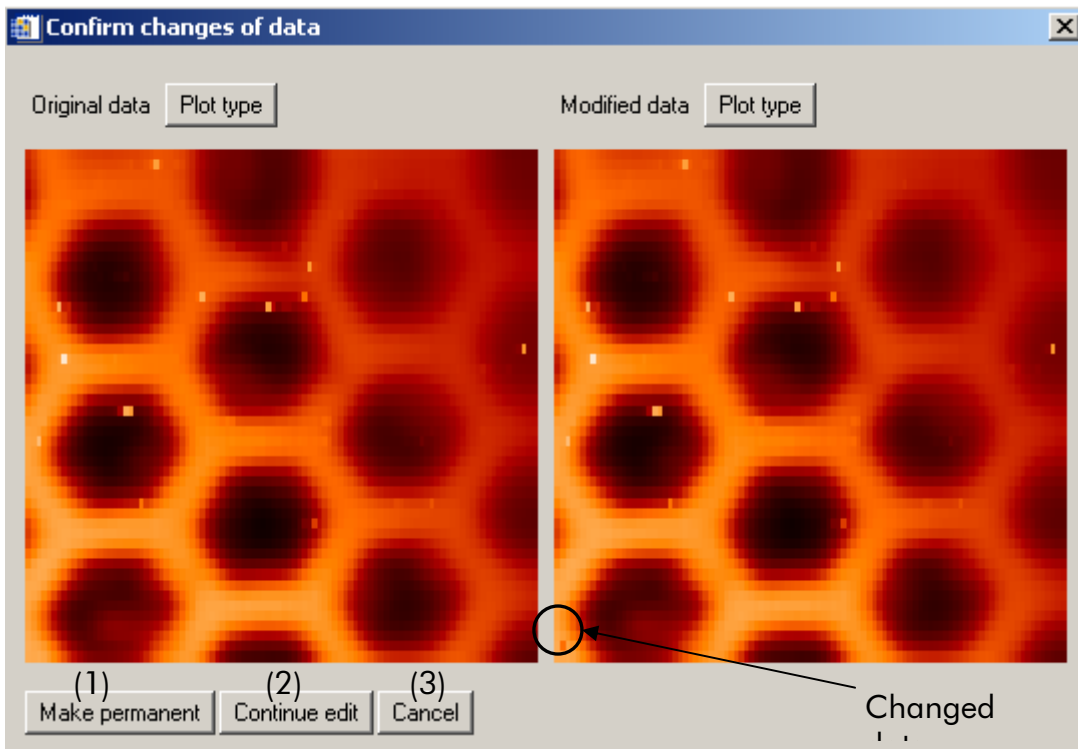 Confirm changes of data
Original data Plot type
Modified data Plot type
(1) (2) (3)
Make permanent Continue edit Cancel
Changed